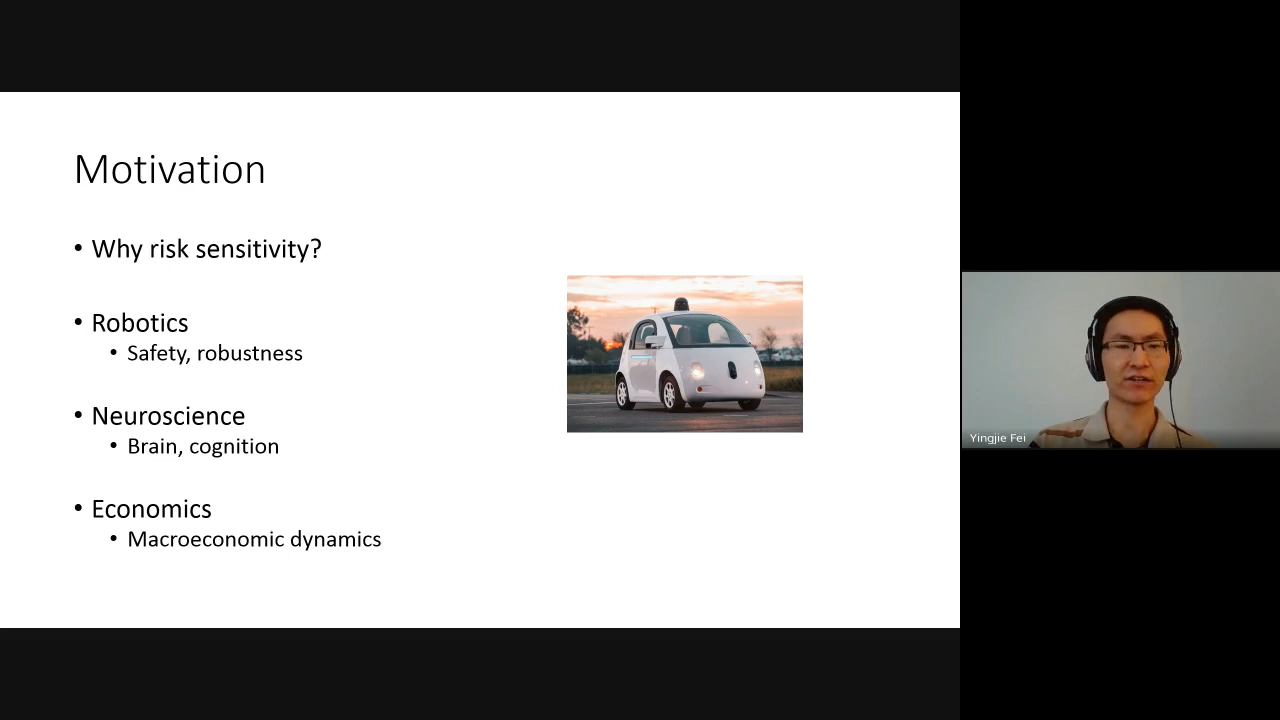 Motivation
• Why risk sensitivity?
• Robotics
• Safety, robustness
• Neuroscience
• Brain, cognition
• Economics
• Macroeconomic dynamics
Yingjie Fei